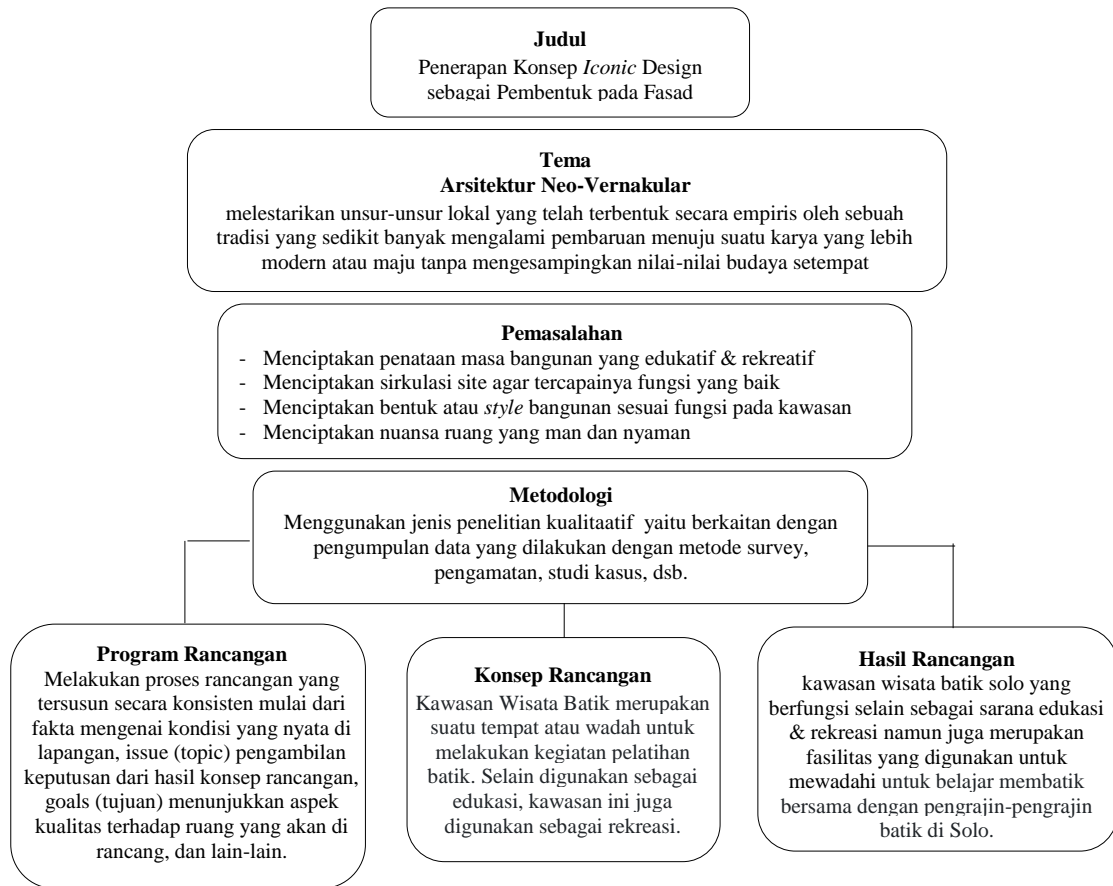 Judul
Penerapan Konsep Iconic Design
sebagai Pembentuk pada Fasad
Tema
Arsitektur Neo-Vernakular
melestarikan unsur-unsur lokal yang telah terbentuk secara empiris oleh sebuah
tradisi yang sedikit banyak mengalami pembaruan menuju suatu karya yang lebih
modern atau maju tanpa mengesampingkan nilai-nilai budaya setempat
Pemasalahan
- Menciptakan penataan masa bangunan yang edukatif & rekreatif
- Menciptakan sirkulasi site agar tercapainya fungsi yang baik
- Menciptakan bentuk atau style bangunan sesuai fungsi pada kawasan
- Menciptakan nuansa ruang yang man dan nyaman
Metodologi
Menggunakan jenis penelitian kualitaatif yaitu berkaitan dengan
pengumpulan data yang dilakukan dengan metode survey,
pengamatan, studi kasus, dsb.
Program Rancangan
Melakukan proses rancangan yang
tersusun secara konsisten mulai dari
fakta mengenai kondisi yang nyata di
lapangan, issue (topic) pengambilan
keputusan dari hasil konsep rancangan,
goals (tujuan) menunjukkan aspek
kualitas terhadap ruang yang akan di
rancang, dan lain-lain.
Konsep Rancangan
Kawasan Wisata Batik merupakan
suatu tempat atau wadah untuk
melakukan kegiatan pelatihan
batik. Selain digunakan sebagai
edukasi, kawasan ini juga
digunakan sebagai rekreasi.
Hasil Rancangan
kawasan wisata batik solo yang
berfungsi selain sebagai sarana edukasi
& rekreasi namun juga merupakan
fasilitas yang digunakan untuk
mewadahi untuk belajar membatik
bersama dengan pengrajin-pengrajin
batik di Solo.